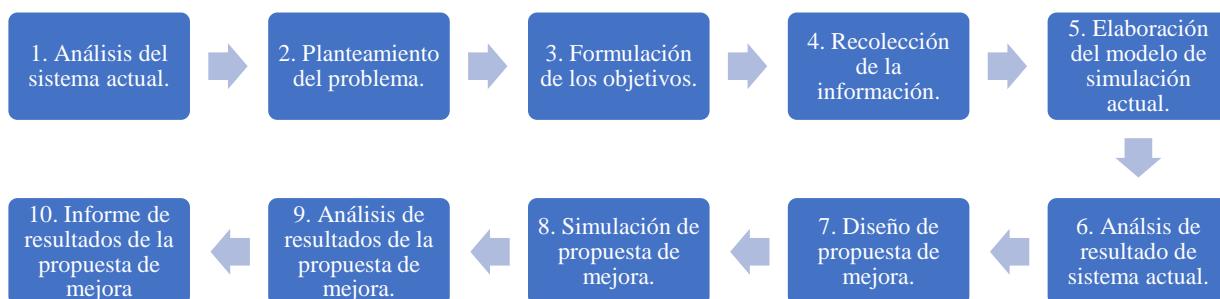 1. Análisis del
sistema actual.
2. Planteamiento
del problema.
3. Formulación
de los objetivos.
4. Recolección
de la
información.
5. Elaboración
del modelo de
simulación
actual.
6. Análsis de
resultado de
sistema actual.
7. Diseño de
propuesta de
mejora.
8. Simulación de
propuesta de
mejora.
9. Análisis de
resultados de la
propuesta de
mejora.
10. Informe de
resultados de la
propuesta de
mejora